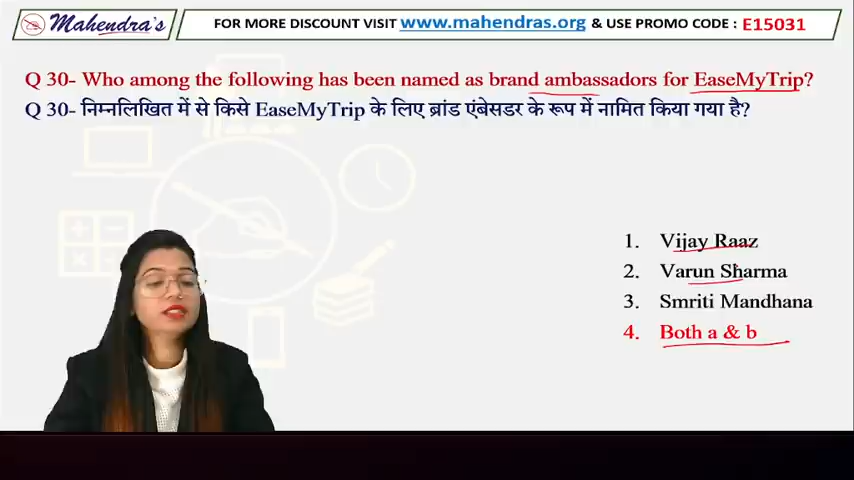 Mahendra's
FOR MORE DISCOUNT VISIT www.mahendras.org & USE PROMO CODE : E15031
Q 30- Who among the following has been named as brand ambassadors for EaseMyTrip?
Q 30- निम्नलिखित में से किसे EaseMyTrip के लिए ब्रांड एंबेसडर के रूप में नामित किया गया है?
1. Vijay Raaz
2. Varun Sharma
3. Smriti Mandhana
4. Both a & b